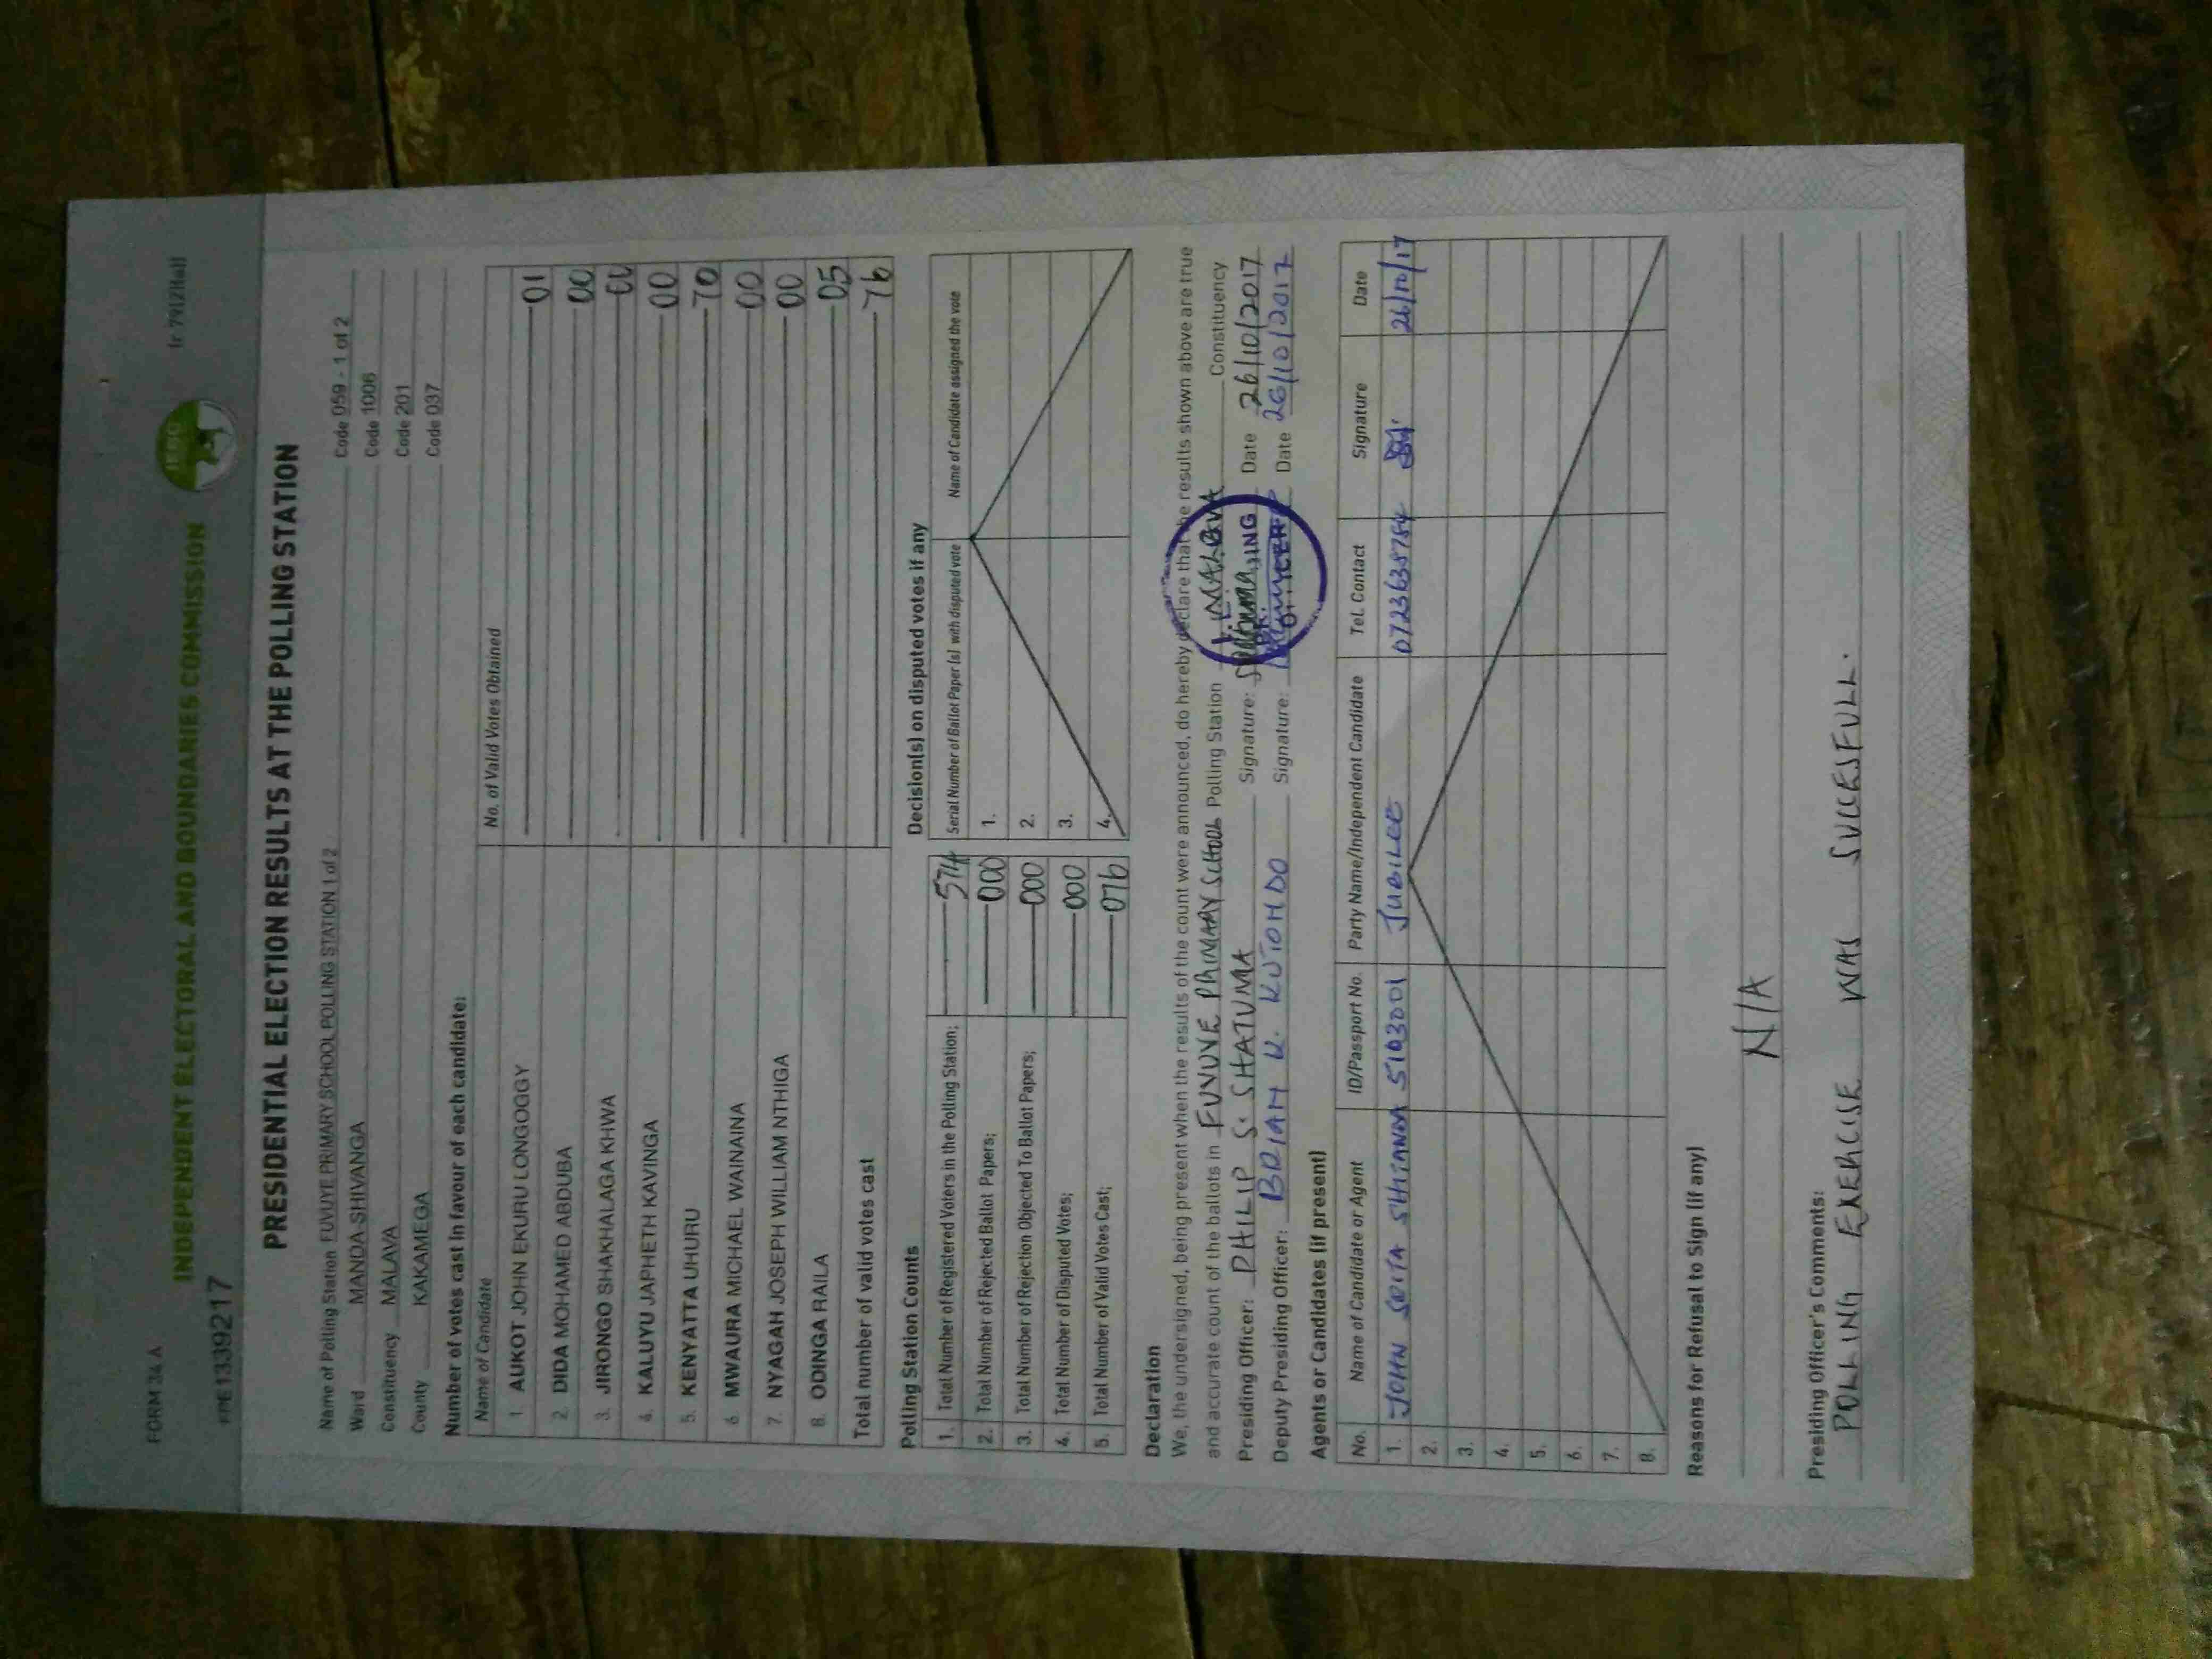 FORM 34 A
(r 79(2)(a))
INDEPENDENT ELECTORAL AND BOUNDARIES COMMISSION
IEBC
PRESIDENTIAL ELECTION RESULTS AT THE POLLING STATION
Name of Polling Station FUVUYE PRIMARY SCHOOL POLLING STATION 1 of 2 Code 059 - 1 of 2
Ward MANDA-SHIVANGA Code 1006
Constituency MALAVA Code 201
County KAKAMEGA Code 037
Number of votes cast in favour of each candidate:
Name of Candidate No. of Valid Votes Obtained
1. AUKOT JOHN EKURU LONGOGGY 01
2. DIDA MOHAMED ABDUBA 00
3. JIRONGO SHAKHALAGA KHWA 00
4. KALUYU JAPHETH KAVINGA 00
5. KENYATTA UHURU 70
6. MWAURA MICHAEL WAINAINA 00
7. NYAGAH JOSEPH WILLIAM NTHIGA 00
8. ODINGA RAILA 05
Total number of valid votes cast 76
Polling Station Counts
1. Total Number of Registered Voters in the Polling Station; 574
2. Total Number of Rejected Ballot Papers; 000
3. Total Number of Rejection Objected To Ballot Papers; 000
4. Total Number of Disputed Votes; 000
5. Total Number of Valid Votes Cast; 076
Decision(s) on disputed votes if any
Serial Number of Ballot Paper (s) with disputed vote Name of Candidate assigned the vote
1.
2.
3.
4.
Declaration
We, the undersigned, being present when the results of the count were announced, do hereby declare that the results shown above are true
and accurate count of the ballots in FUVUYE PRIMARY SCHOOL Polling Station MALAVA Constituency
Presiding Officer: PHILIP S. SHATUMA Signature: Date 26/10/2017
Deputy Presiding Officer: BRIAN K. Signature: Date 26/10/2017
Agents or Candidates (if present)
No. Name of Candidate or Agent ID/Passport No. Party Name/Independent Candidate Tel. Contact Signature Date
1. JOHN 5103001 JUBILEE 26/10/17
2.
3.
4.
5.
6.
7.
8.
Reasons for Refusal to Sign (if any)
N/A
Presiding Officer's Comments:
POLLING EXERCISE WAS SUCCESFULL.